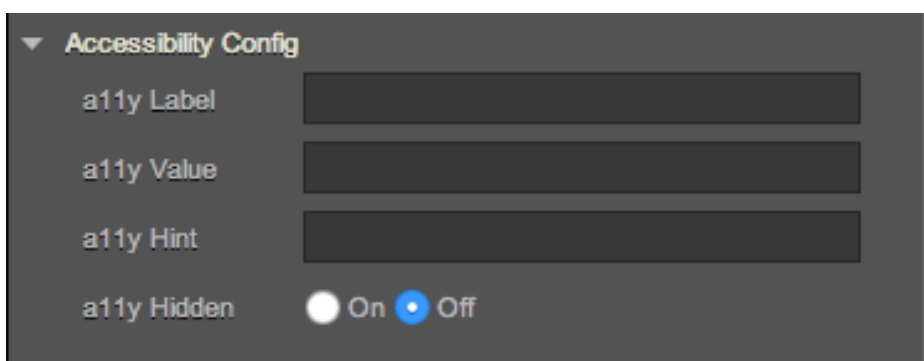 Accessibility Config
a11y Label
a11y Value
a11y Hint
a11y Hidden On Off